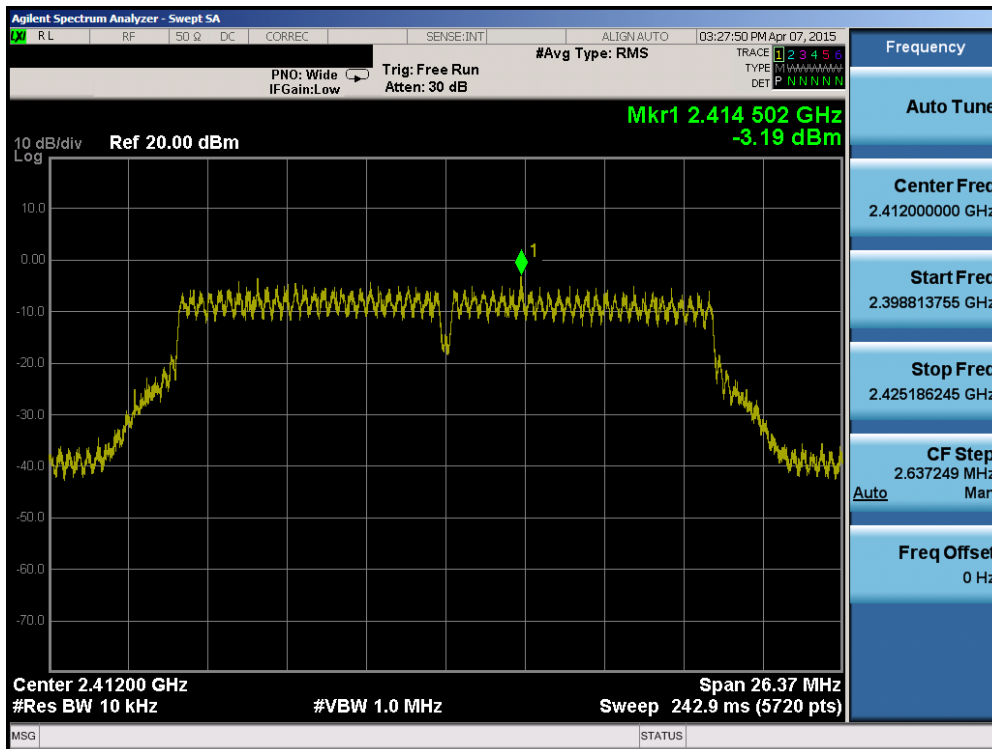 Agilent Spectrum Analyzer - Swept SA
LXI RL RF 50 Ω DC CORREC SENSE:INT ALIGN AUTO 03:27:50 PM Apr 07, 2015
#Avg Type: RMS TRACE 1 2 3 4 5 6
PNO: Wide Trig: Free Run TYPE M W W W W W
IFGain:Low Atten: 30 dB DET P N N N N N
Mkr1 2.414 502 GHz
-3.19 dBm
10 dB/div Ref 20.00 dBm
Log
10.0
1
0.00
-10.0
-20.0
-30.0
-40.0
-50.0
-60.0
-70.0
Center 2.41200 GHz Span 26.37 MHz
#Res BW 10 kHz #VBW 1.0 MHz Sweep 242.9 ms (5720 pts)
MSG STATUS
Frequency
Auto Tune
Center Freq
2.412000000 GHz
Start Freq
2.398813755 GHz
Stop Freq
2.425186245 GHz
CF Step
2.637249 MHz
Auto Man
Freq Offset
0 Hz